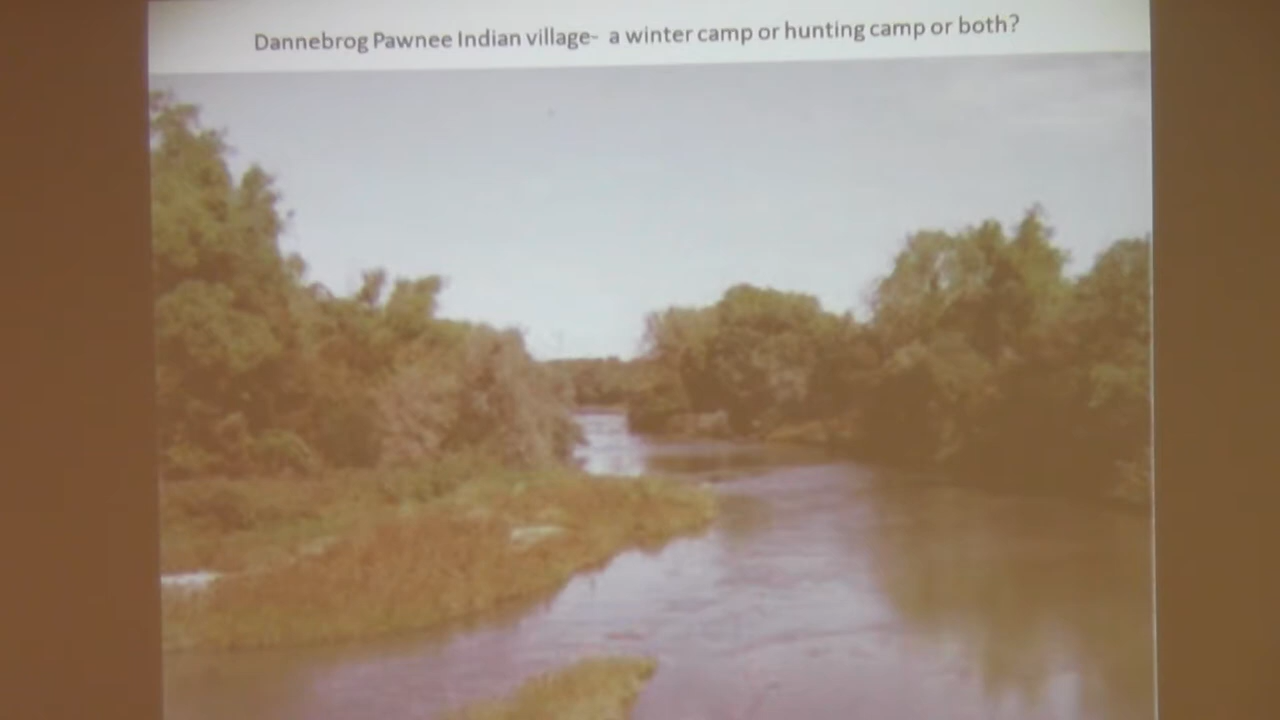 Dannebrog Pawnee Indian village- a winter camp or hunting camp or both?